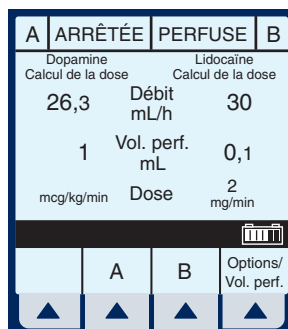 A ARRÊTÉE PERFUSE B
Dopamine Lidocaïne
Calcul de la dose Calcul de la dose
26,3 Débit mL/h 30
1 Vol. perf. mL 0,1
mcg/kg/min Dose 2 mg/min
A B Options/
Vol. perf.